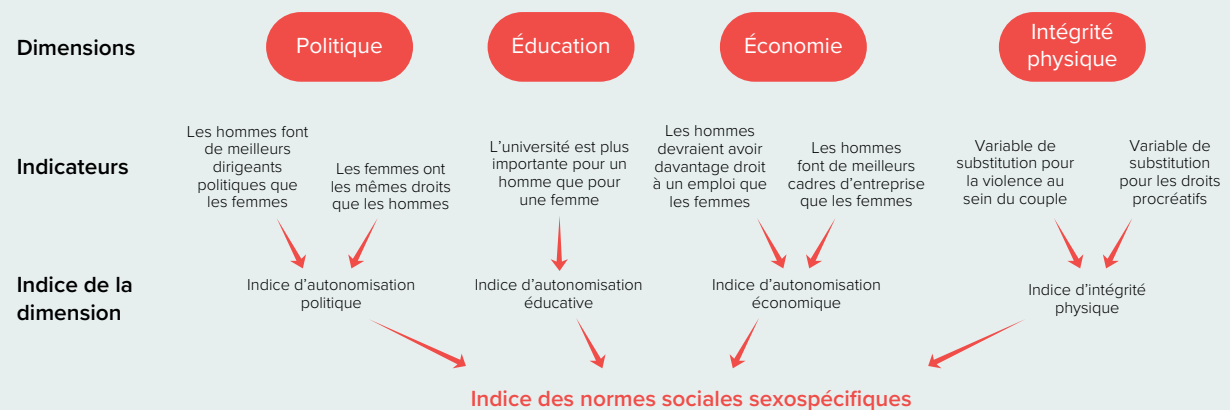 Dimensions
Politique
Éducation
Économie
Intégrité
physique
Indicateurs
Les hommes font
de meilleurs
dirigeants
politiques que
les femmes
Les femmes ont
les mêmes droits
que les hommes
L'université est plus
importante pour un
homme que pour
une femme
Les hommes
devraient avoir
davantage droit
à un emploi que
les femmes
Les hommes
font de meilleurs
cadres d'entreprise
que les femmes
Variable de
substitution pour
la violence au
sein du couple
Variable de
substitution
pour les droits
procréatifs
Indice de la
dimension
Indice d'autonomisation
politique
Indice d'autonomisation
éducative
Indice d'autonomisation
économique
Indice d'intégrité
physique
Indice des normes sociales sexospécifiques